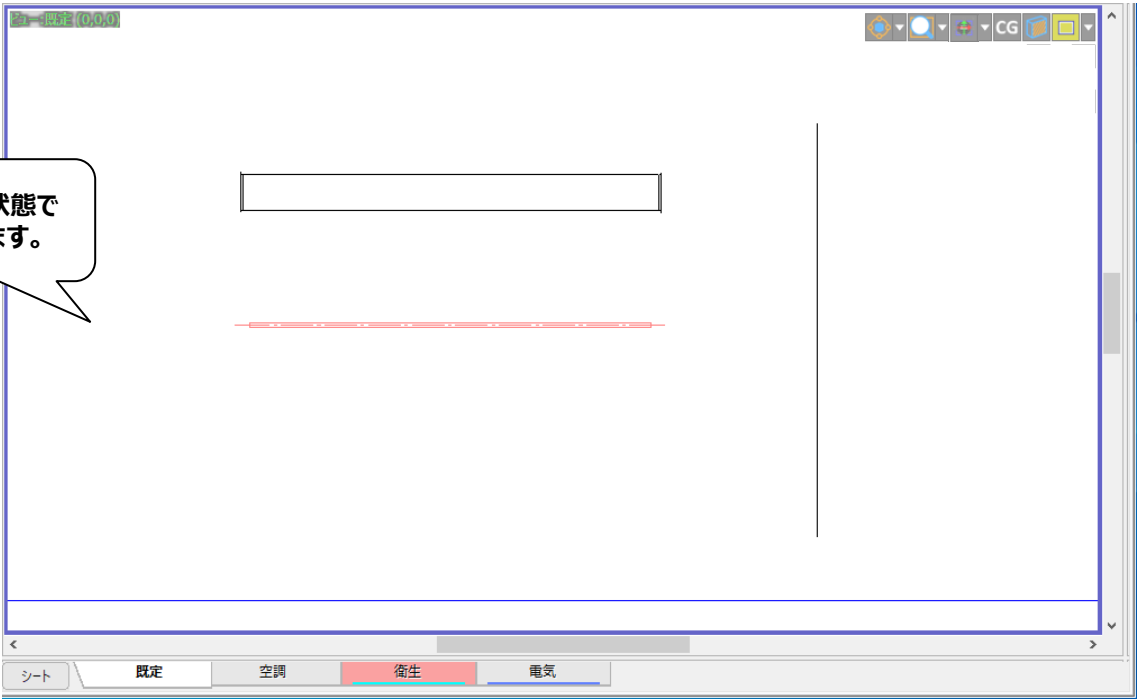 ビュー:既定 (0,0,0)
CG
状態で
ます。
シート
既定
空調
衛生
電気